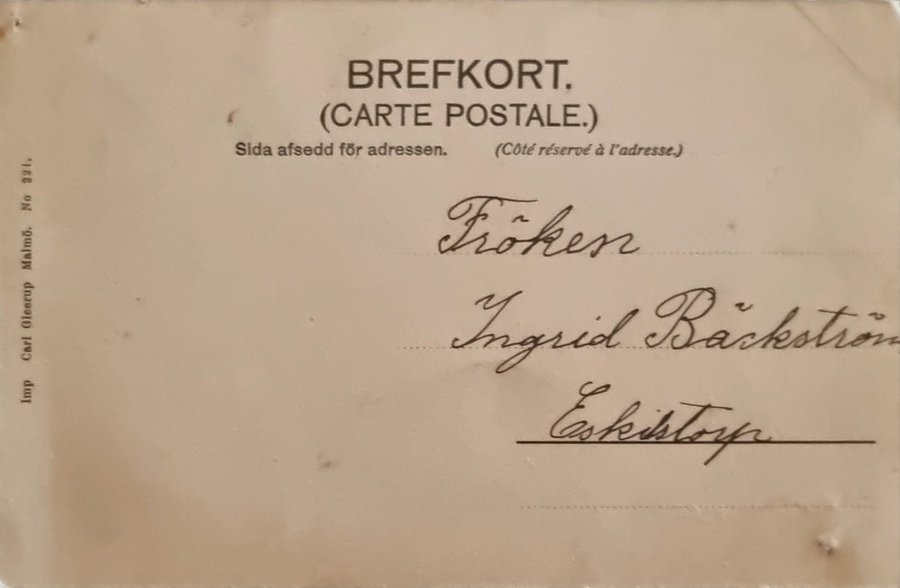 BREFKORT.
(CARTE POSTALE.)
Sida afsedd för adressen. (Côté réservé à l'adresse.)
Fröken
Ingrid Bäckström
Eskilstorp
Imp Carl Gleerup Malmö. No 221.